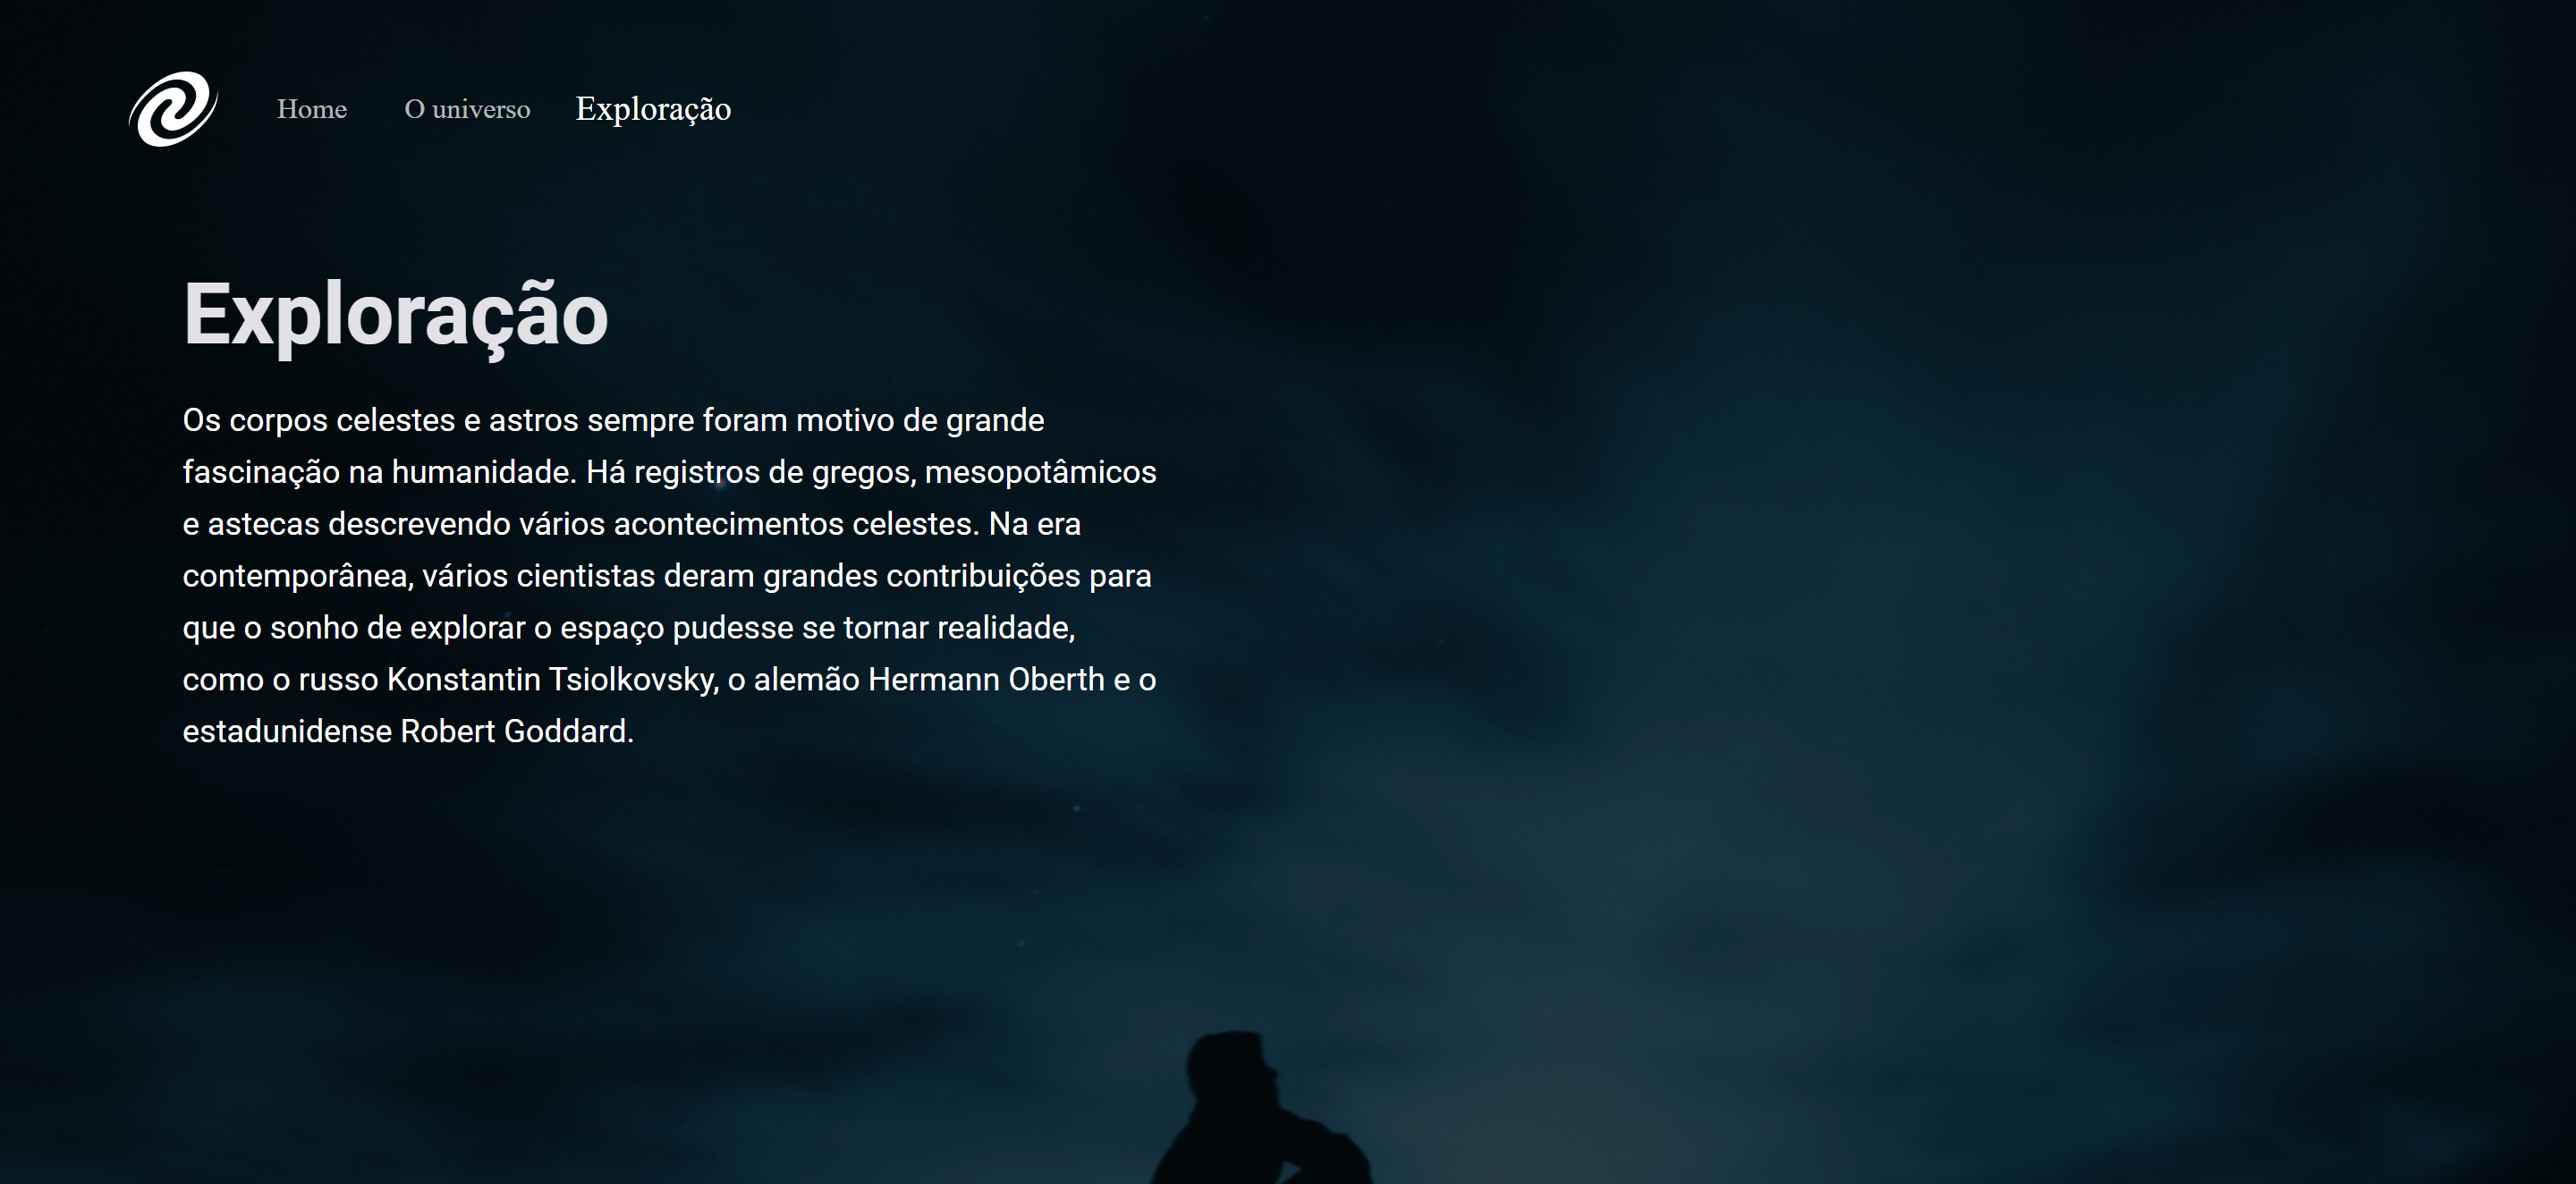 Home
O universo
Exploração
Exploração
Os corpos celestes e astros sempre foram motivo de grande
fascinação na humanidade. Há registros de gregos, mesopotâmicos
e astecas descrevendo vários acontecimentos celestes. Na era
contemporânea, vários cientistas deram grandes contribuições para
que o sonho de explorar o espaço pudesse se tornar realidade,
como o russo Konstantin Tsiolkovsky, o alemão Hermann Oberth e o
estadunidense Robert Goddard.